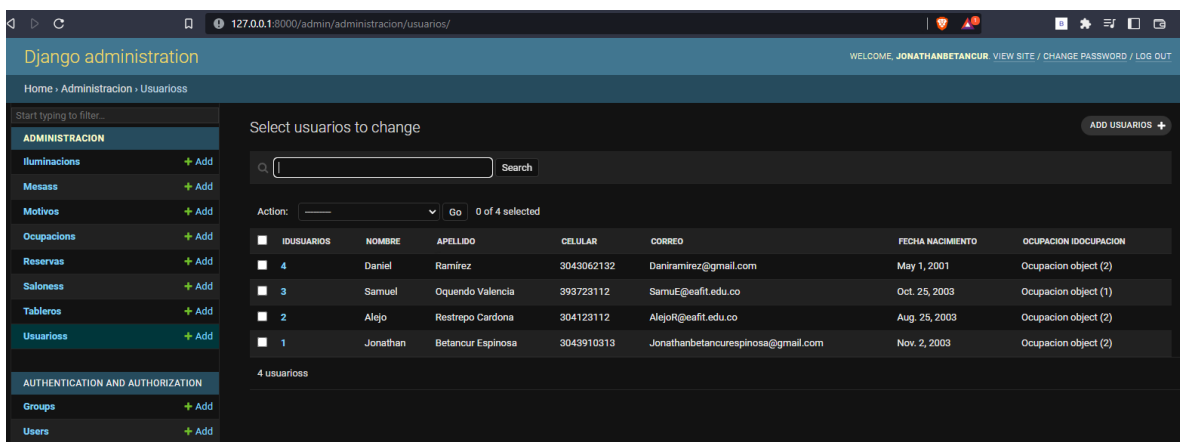 127.0.0.1:8000/admin/administracion/usuarios/
Django administration
WELCOME, JONATHANBETANCUR. VIEW SITE / CHANGE PASSWORD / LOG OUT
Home › Administracion › Usuarioss
Start typing to filter...
ADMINISTRACION
Iluminacions + Add
Mesass + Add
Motivos + Add
Ocupacions + Add
Reservas + Add
Saloness + Add
Tableros + Add
Usuarioss + Add
AUTHENTICATION AND AUTHORIZATION
Groups + Add
Users + Add
Select usuarios to change
ADD USUARIOS +
Search
Action: --------- Go 0 of 4 selected
IDUSUARIOS NOMBRE APELLIDO CELULAR CORREO FECHA NACIMIENTO OCUPACION IDOCUPACION
4 Daniel Ramírez 3043062132 Daniramirez@gmail.com May 1, 2001 Ocupacion object (2)
3 Samuel Oquendo Valencia 393723112 SamuE@eafit.edu.co Oct. 25, 2003 Ocupacion object (1)
2 Alejo Restrepo Cardona 304123112 AlejoR@eafit.edu.co Aug. 25, 2003 Ocupacion object (2)
1 Jonathan Betancur Espinosa 3043910313 Jonathanbetancurespinosa@gmail.com Nov. 2, 2003 Ocupacion object (2)
4 usuarioss